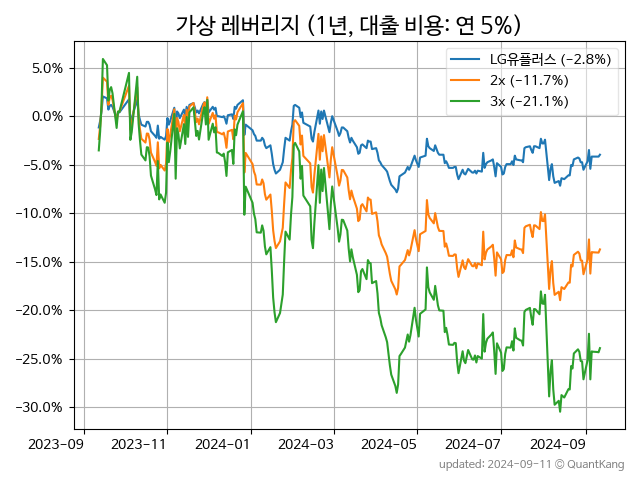 가상 레버리지 (1년, 대출 비용: 연 5%)
LG유플러스 (−2.8%)
2x (−11.7%)
3x (−21.1%)
5.0%
0.0%
−5.0%
−10.0%
−15.0%
−20.0%
−25.0%
−30.0%
2023-09 2023-11 2024-01 2024-03 2024-05 2024-07 2024-09
updated: 2024-09-11 © QuantKang